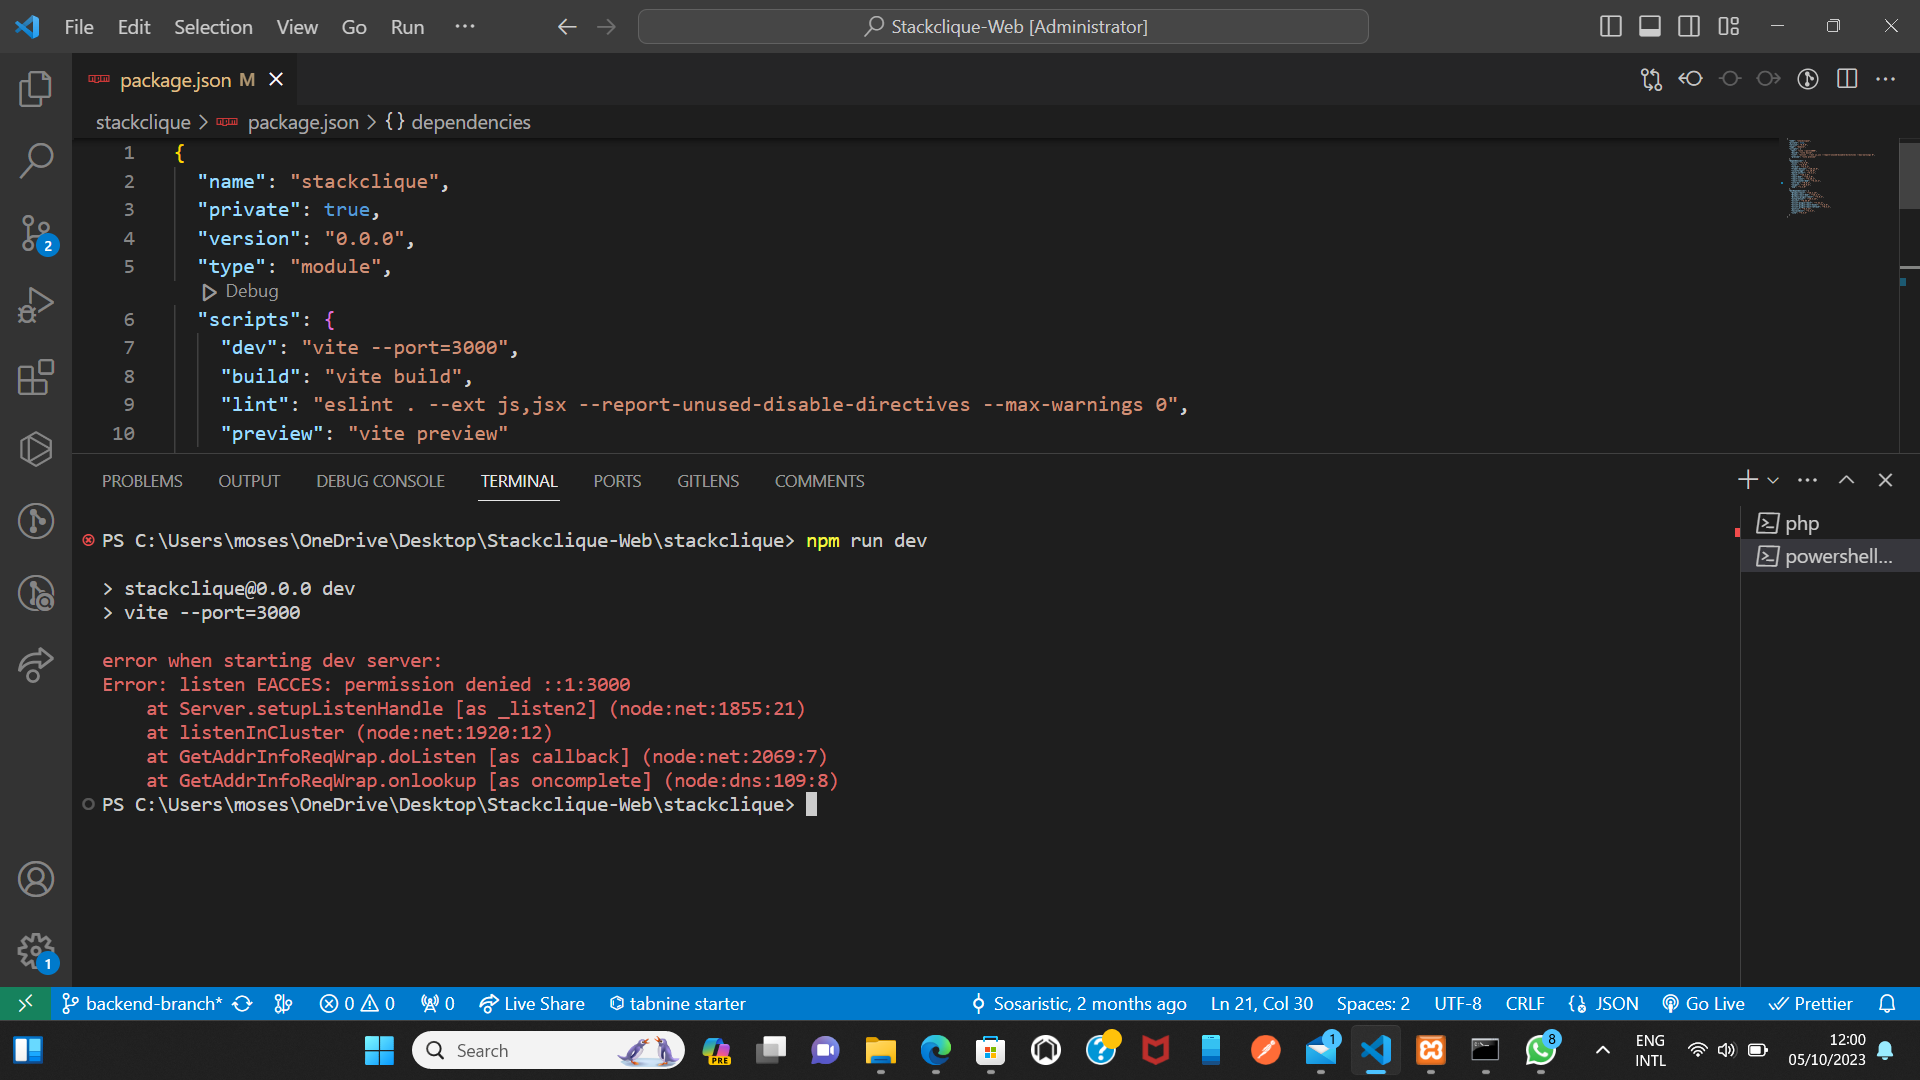 File Edit Selection View Go Run ···
Stackclique-Web [Administrator]
package.json M
stackclique > package.json > {} dependencies
1 {
2 "name": "stackclique",
3 "private": true,
4 "version": "0.0.0",
5 "type": "module",
Debug
6 "scripts": {
7 "dev": "vite --port=3000",
8 "build": "vite build",
9 "lint": "eslint . --ext js,jsx --report-unused-disable-directives --max-warnings 0",
10 "preview": "vite preview"
2
PROBLEMS OUTPUT DEBUG CONSOLE TERMINAL PORTS GITLENS COMMENTS
php
powershell...
PS C:\Users\moses\OneDrive\Desktop\Stackclique-Web\stackclique> npm run dev
> stackclique@0.0.0 dev
> vite --port=3000
error when starting dev server:
Error: listen EACCES: permission denied ::1:3000
at Server.setupListenHandle [as _listen2] (node:net:1855:21)
at listenInCluster (node:net:1920:12)
at GetAddrInfoReqWrap.doListen [as callback] (node:net:2069:7)
at GetAddrInfoReqWrap.onlookup [as oncomplete] (node:dns:109:8)
PS C:\Users\moses\OneDrive\Desktop\Stackclique-Web\stackclique>
1
backend-branch* 0 0 0 Live Share tabnine starter Sosaristic, 2 months ago Ln 21, Col 30 Spaces: 2 UTF-8 CRLF {} JSON Go Live Prettier
Search
PRE
1
8
ENG
INTL
12:00
05/10/2023